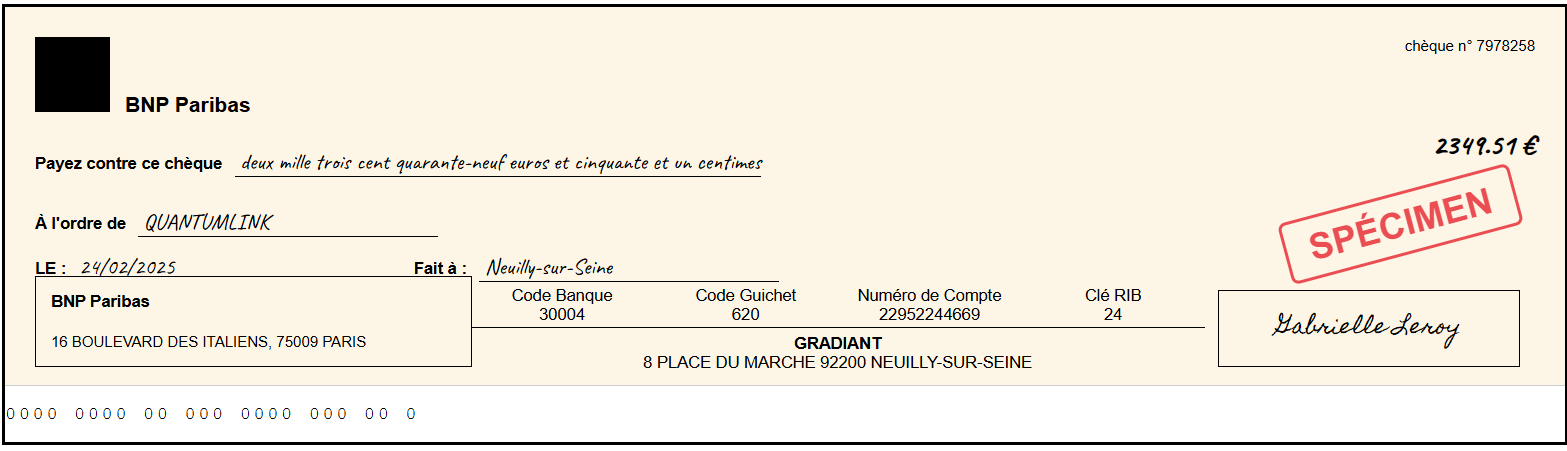 chèque n° 7978258
BNP Paribas
2349.51 €
Payez contre ce chèque deux mille trois cent quarante-neuf euros et cinquante et un centimes
À l'ordre de QUANTUMLINK
SPÉCIMEN
LE : 24/02/2025 Fait à : Neuilly-sur-Seine
BNP Paribas
16 BOULEVARD DES ITALIENS, 75009 PARIS
Code Banque Code Guichet Numéro de Compte Clé RIB
30004 620 22952244669 24
GRADIANT
8 PLACE DU MARCHE 92200 NEUILLY-SUR-SEINE
Gabrielle Leroy
0000 0000 00 000 0000 000 00 0